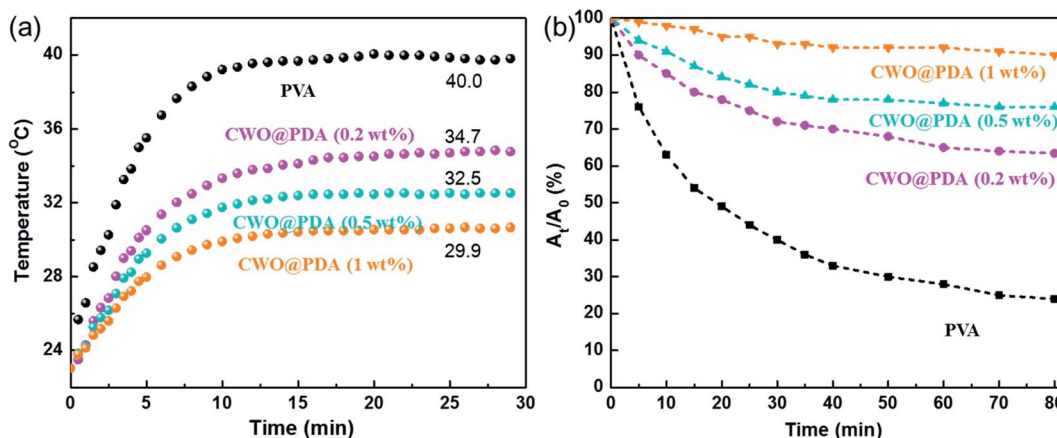 (a)
Temperature (°C)
40
36
32
28
24
PVA
40.0
CWO@PDA (0.2 wt%)
34.7
32.5
CWO@PDA (0.5 wt%)
CWO@PDA (1 wt%)
29.9
0 5 10 15 20 25 30
Time (min)
(b)
At/A0 (%)
100
90
80
70
60
50
40
30
20
10
0
CWO@PDA (1 wt%)
CWO@PDA (0.5 wt%)
CWO@PDA (0.2 wt%)
PVA
0 10 20 30 40 50 60 70 80
Time (min)